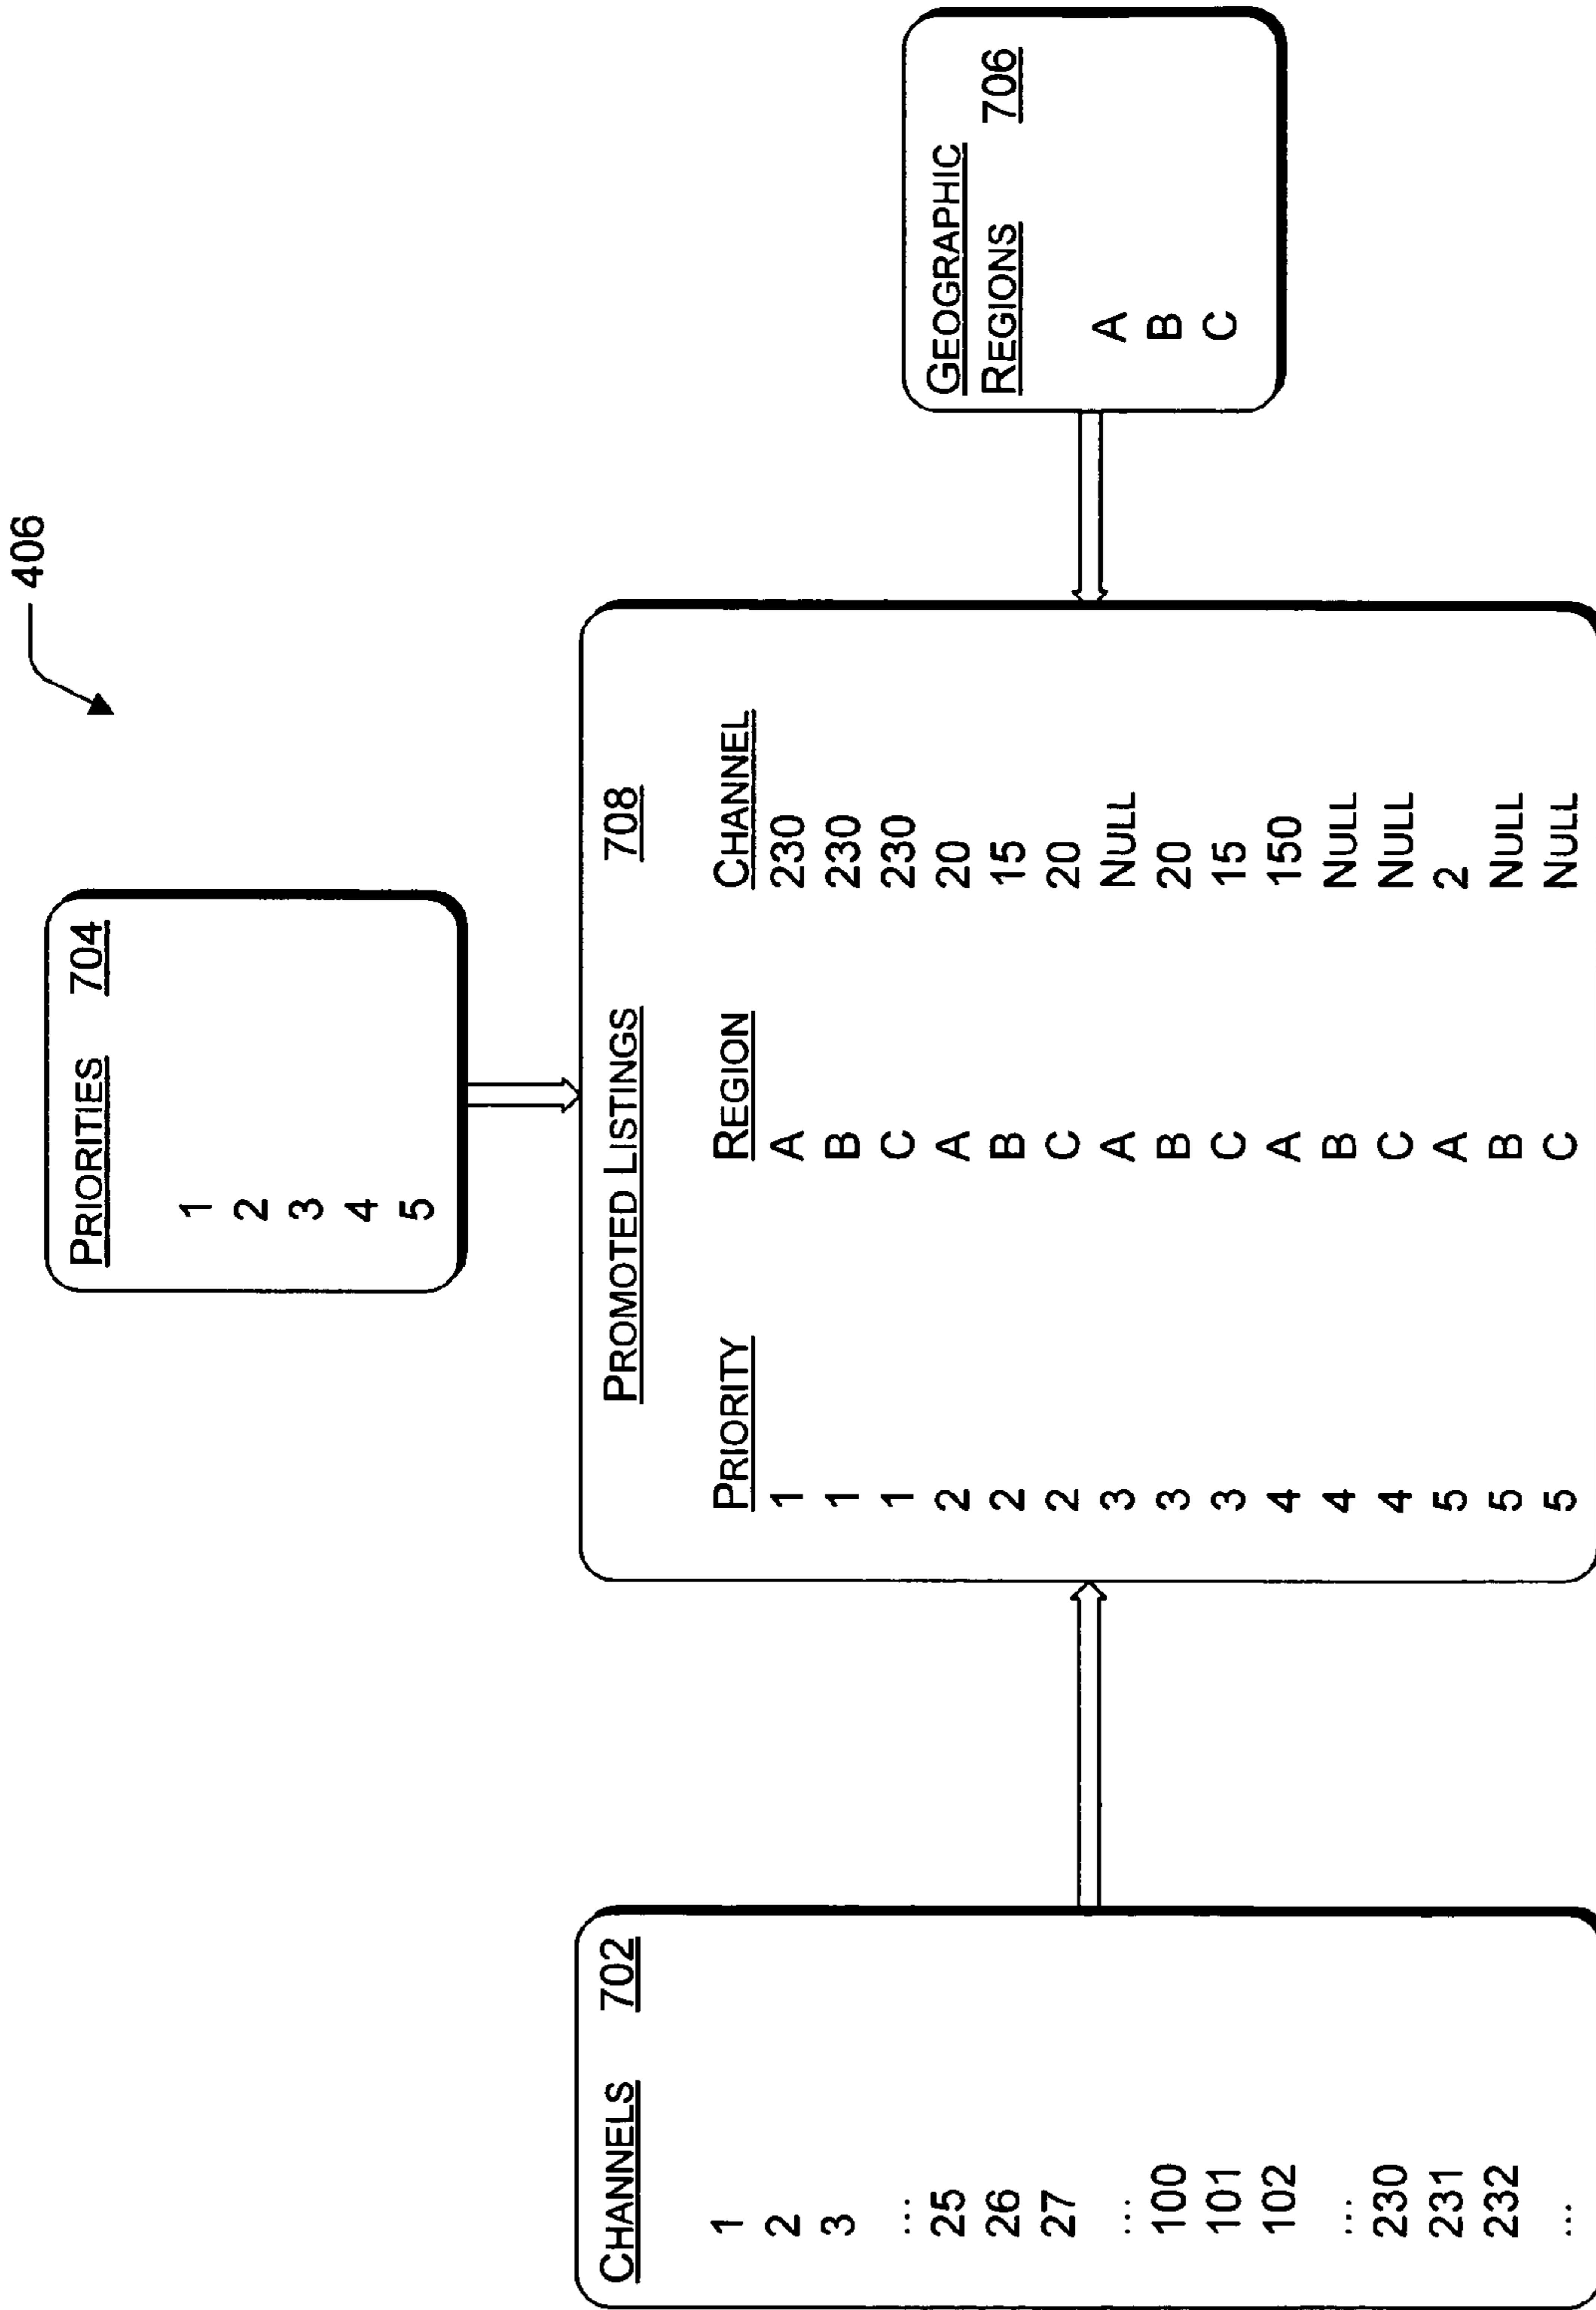 406
PRIORITIES 704
1
2
3
4
5
CHANNELS 702
1
2
3
...
25
26
27
...
100
101
102
...
230
231
232
...
PROMOTED LISTINGS 708
PRIORITY REGION CHANNEL
1 A 230
1 B 230
1 C 230
2 A 20
2 B 15
2 C 20
3 A NULL
3 B 20
3 C 15
4 A 150
4 B NULL
4 C NULL
5 A 2
5 B NULL
5 C NULL
GEOGRAPHIC
REGIONS 706
A
B
C